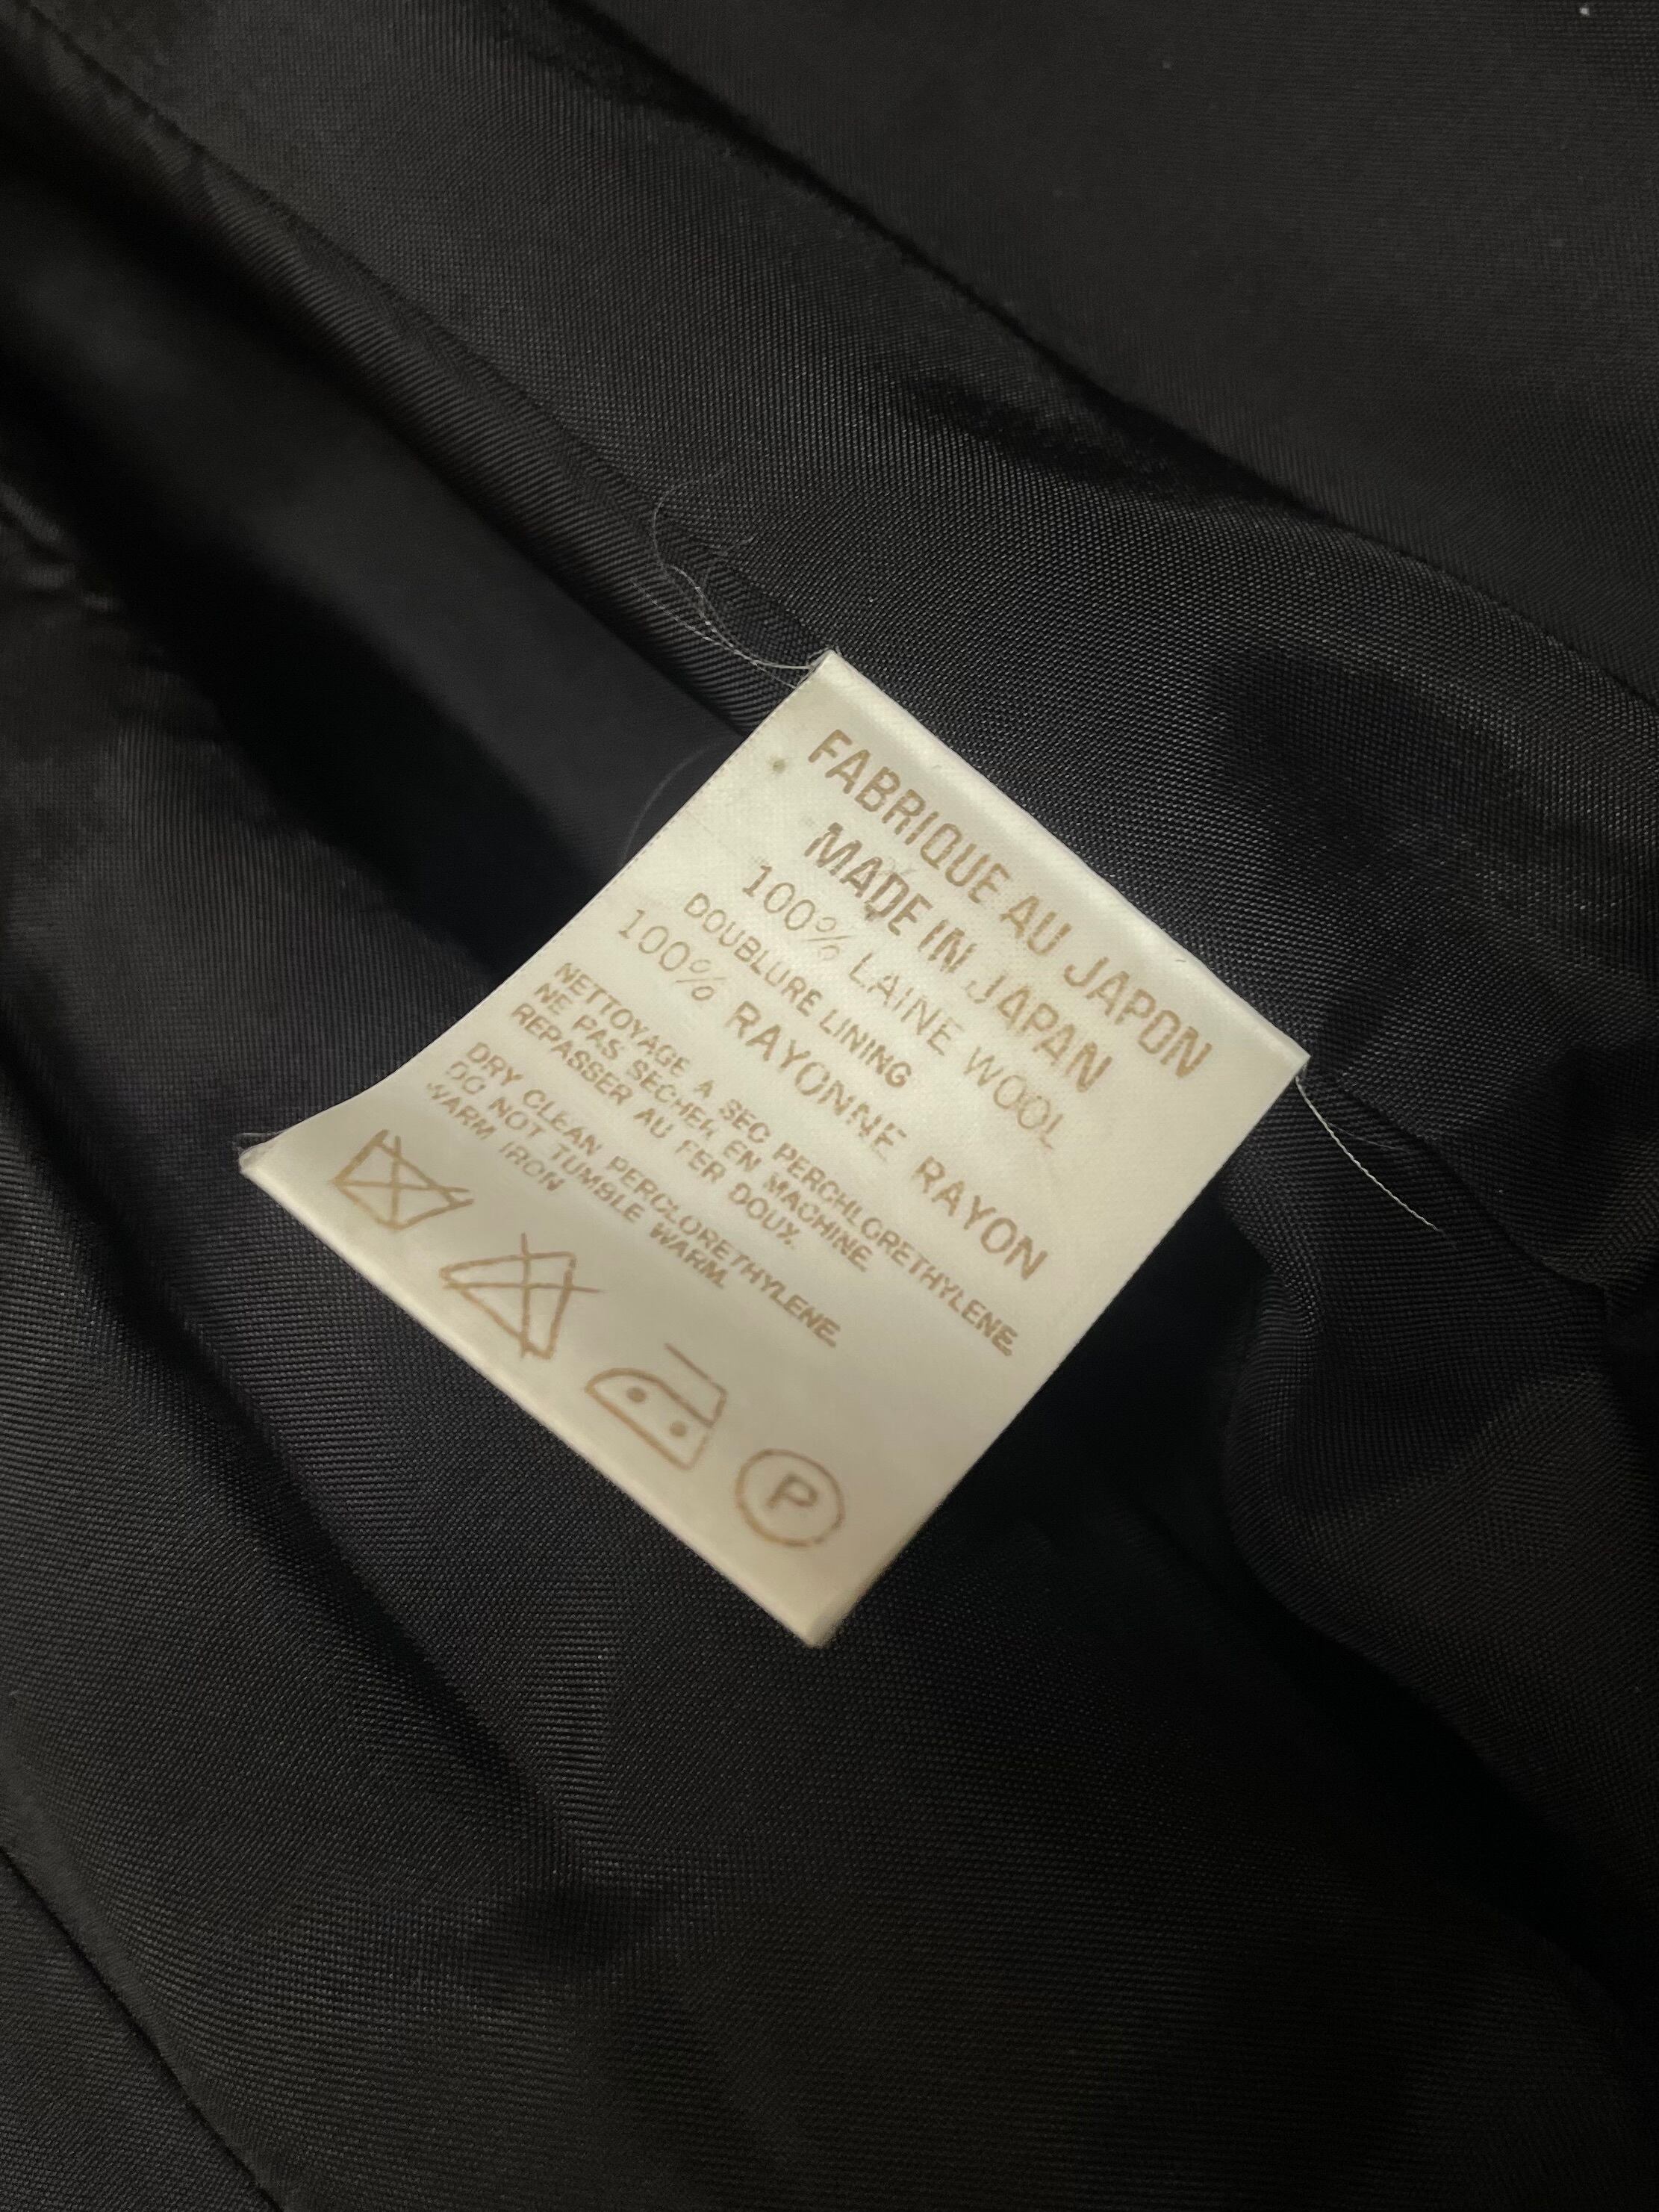 FABRIQUE AU JAPON
MADE IN JAPAN
100% LAINE WOOL
DOUBLURE LINING
100% RAYONNE RAYON
NETTOYAGE A SEC PERCHLORETHYLENE.
NE PAS SECHER EN MACHINE.
REPASSER AU FER DOUX.
DRY CLEAN PERCLORETHYLENE.
DO NOT TUMBLE WARM.
WARM IRON
P